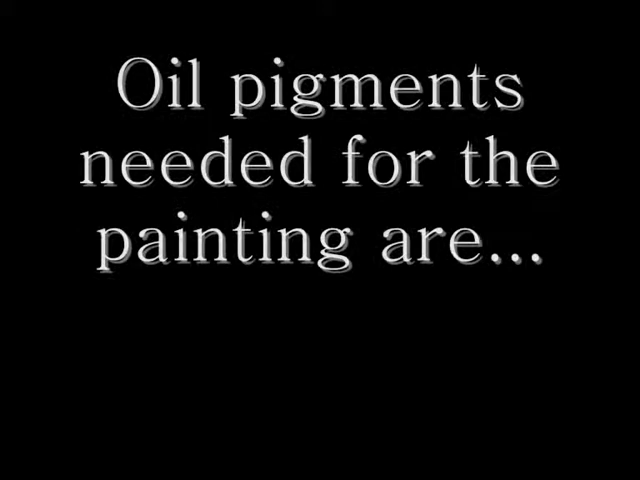 Oil pigments
needed for the
painting are...